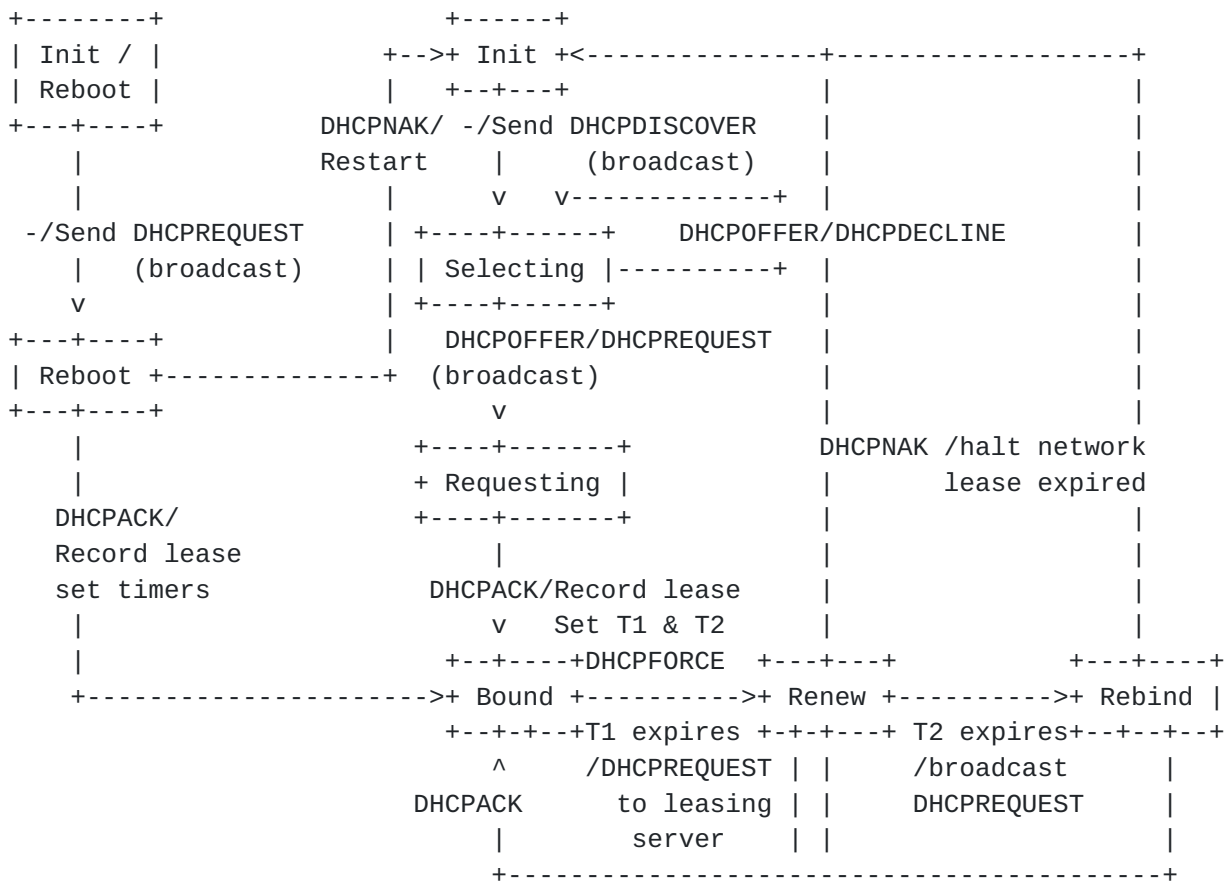 +--------+                +------+
| Init / |            +-->+ Init +<---------------+-------------------+
| Reboot |            |   +--+---+                |                   |
+---+----+        DHCPNAK/ -/Send DHCPDISCOVER    |                   |
    |             Restart    |    (broadcast)     |                   |
    |                 |      v   v-------------+  |                   |
 -/Send DHCPREQUEST     | +----+------+    DHCPOFFER/DHCPDECLINE       |
    |   (broadcast)     | | Selecting |----------+  |                   |
    v                 | +----+------+            |                   |
+---+----+            |   DHCPOFFER/DHCPREQUEST   |                   |
| Reboot +--------------+  (broadcast)             |                   |
+---+----+                   v                    |                   |
    |                  +----+-------+            DHCPNAK /halt network
    |                  + Requesting |            |       lease expired
   DHCPACK/             +----+-------+            |                   |
   Record lease              |                    |                   |
   set timers            DHCPACK/Record lease     |                   |
    |                        v   Set T1 & T2      |                   |
    |                     +--+----+DHCPFORCE  +---+---+          +---+----+
    +---------------------->+ Bound +---------->+ Renew +---------->+ Rebind |
                          +--+-+--+T1 expires +-+-+---+ T2 expires+--+--+--+
                             ^     /DHCPREQUEST | |     /broadcast      |
                        DHCPACK      to leasing | |     DHCPREQUEST     |
                             |        server    | |                     |
                             +------------------------------------------+